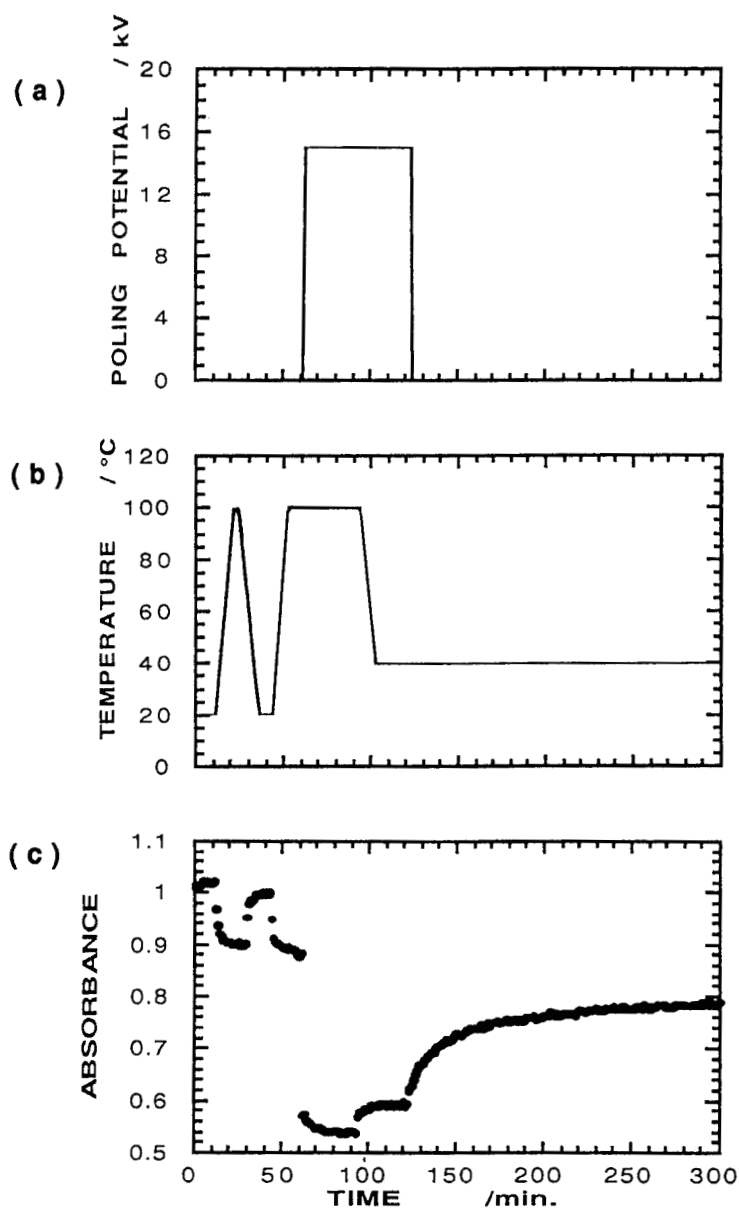 (a)
POLING POTENTIAL / kV
20
16
12
8
4
0
(b)
TEMPERATURE / °C
120
100
80
60
40
20
0
(c)
ABSORBANCE
1.1
1
0.9
0.8
0.7
0.6
0.5
0 50 100 150 200 250 300
TIME /min.